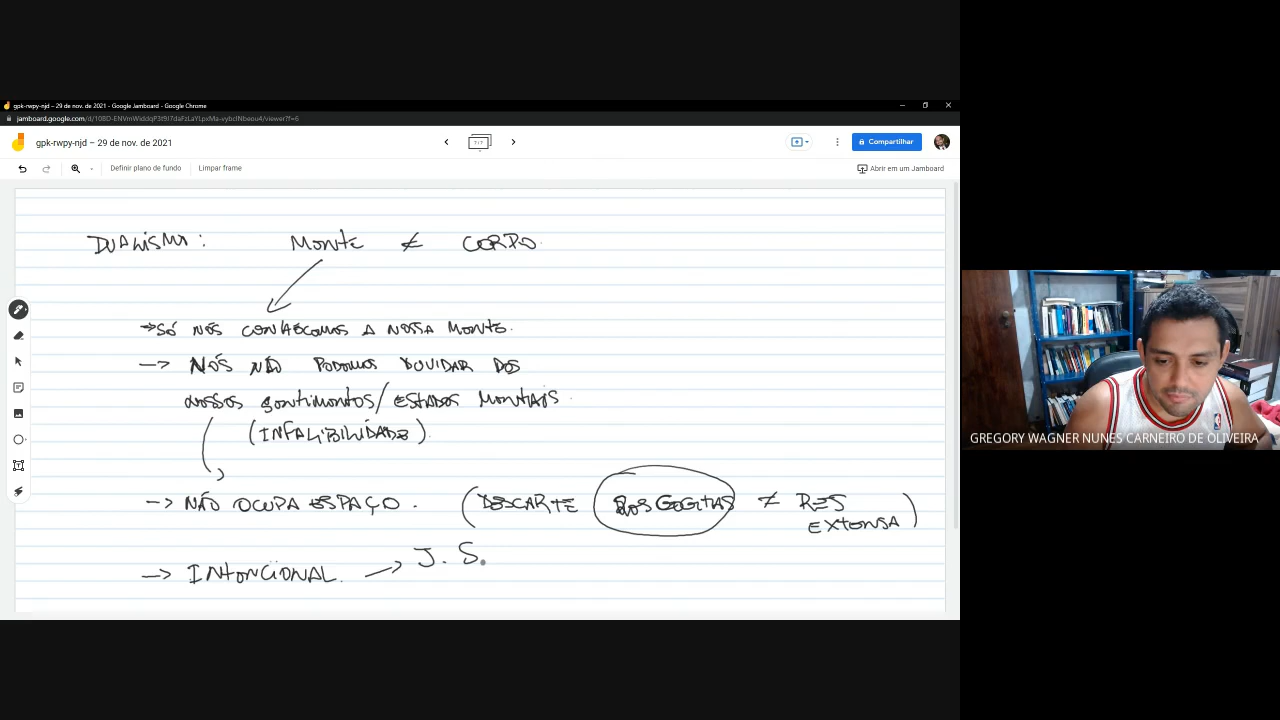 gpk-rwpy-njd – 29 de nov. de 2021 - Google Jamboard - Google Chrome
gpk-rwpy-njd – 29 de nov. de 2021
7/7
Compartilhar
Definir plano de fundo Limpar frame Abrir em um Jamboard
DUALISMO: Mente ≠ CORPO.
→ SÓ NÓS CONHECEMOS A NOSSA MENTE.
→ NÓS NÃO PODEMOS DUVIDAR DOS
NOSSOS SENTIMENTOS/ESTADOS MENTAIS.
(INFALIBILIDADE).
→ NÃO OCUPA ESPAÇO. (DESCARTE ≠ RES
EXTENSA)
→ INTENCIONAL. → J. S.
GREGORY WAGNER NUNES CARNEIRO DE OLIVEIRA